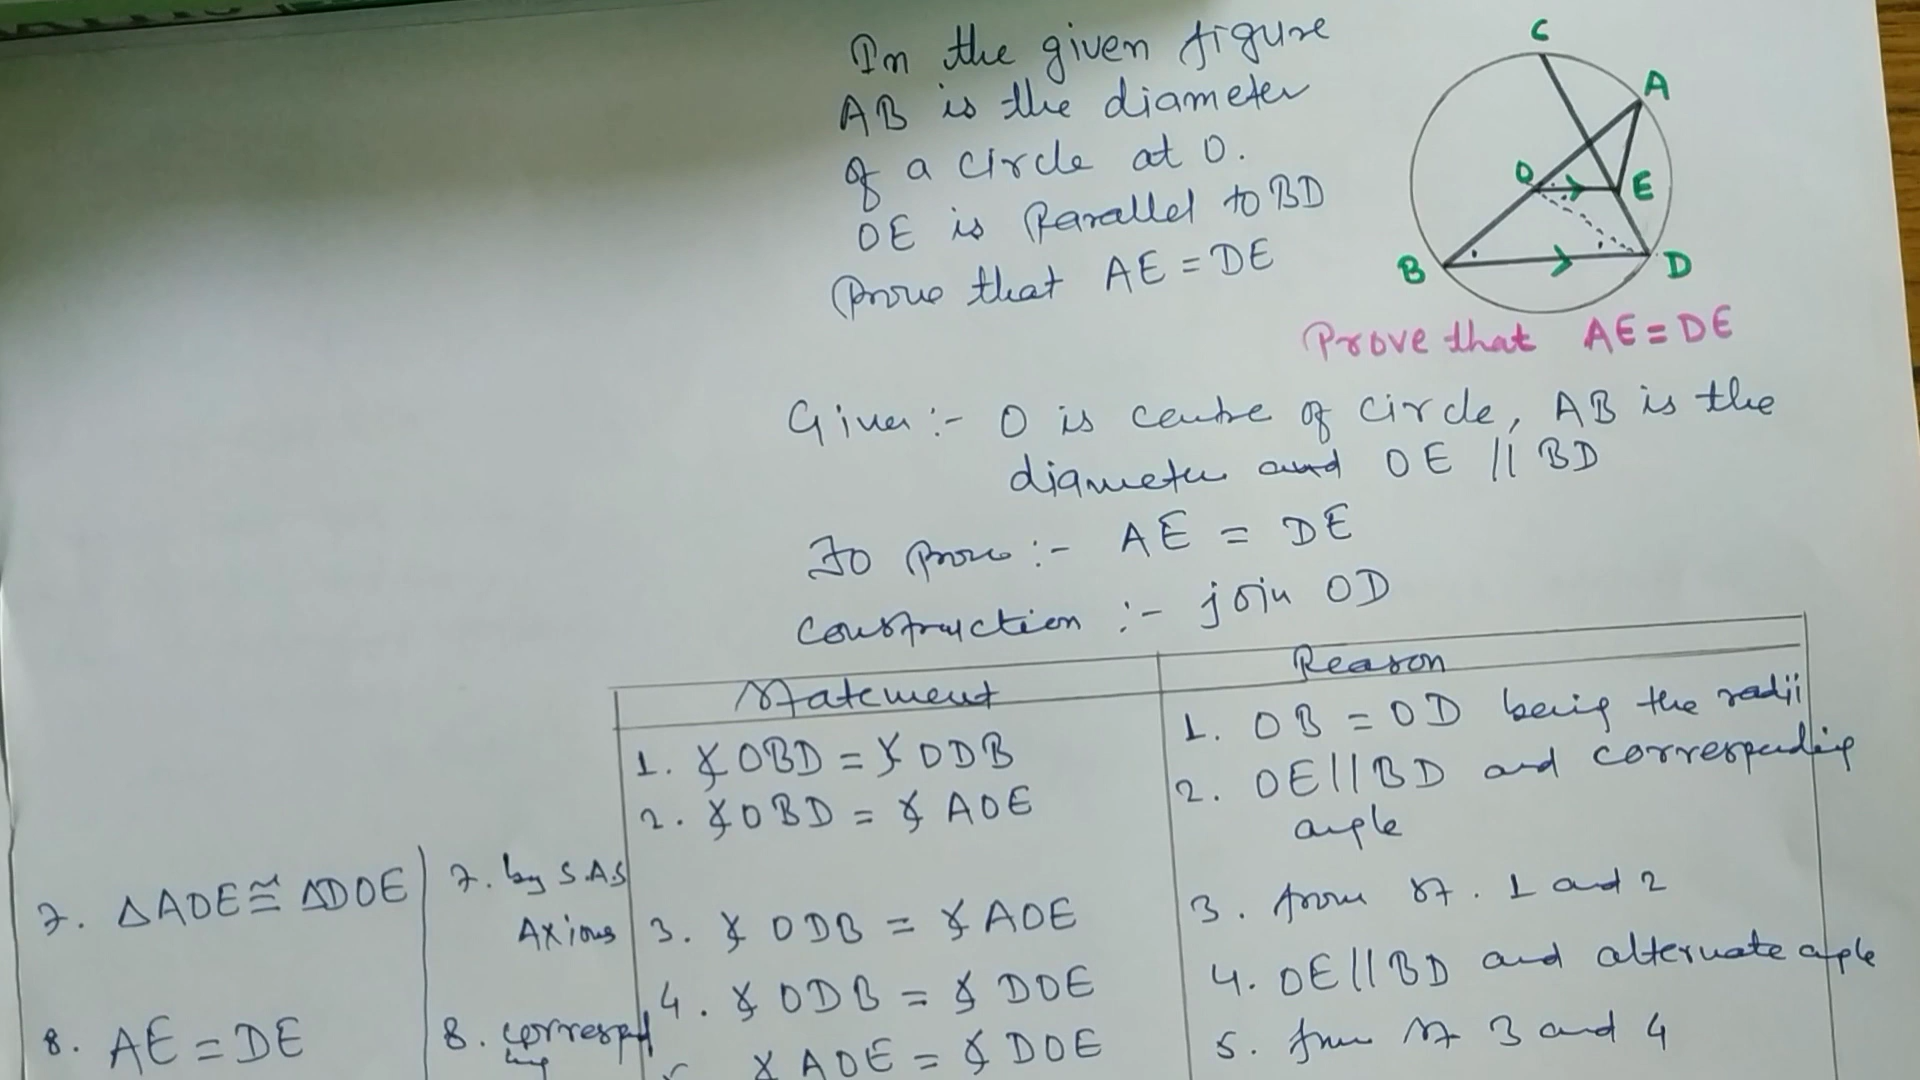 In the given figure
AB is the diameter
of a circle at O.
OE is Parallel to BD
Prove that AE = DE
C
A
O
E
B
D
Prove that AE = DE
Given :- O is centre of circle, AB is the
diameter and OE || BD
To prove :- AE = DE
construction :- join OD
Statement
Reason
1. ∠OBD = ∠ODB
1. OB = OD being the radii
2. ∠OBD = ∠AOE
2. OE || BD and corresponding
angle
3. ∠ODB = ∠AOE
3. from st. 1 and 2
4. ∠ODB = ∠DOE
4. OE || BD and alternate angle
∠AOE = ∠DOE
5. from st 3 and 4
7. △AOE ≅ △DOE
7. by S.A.S
Axioms
8. AE = DE
8. correspond
ing